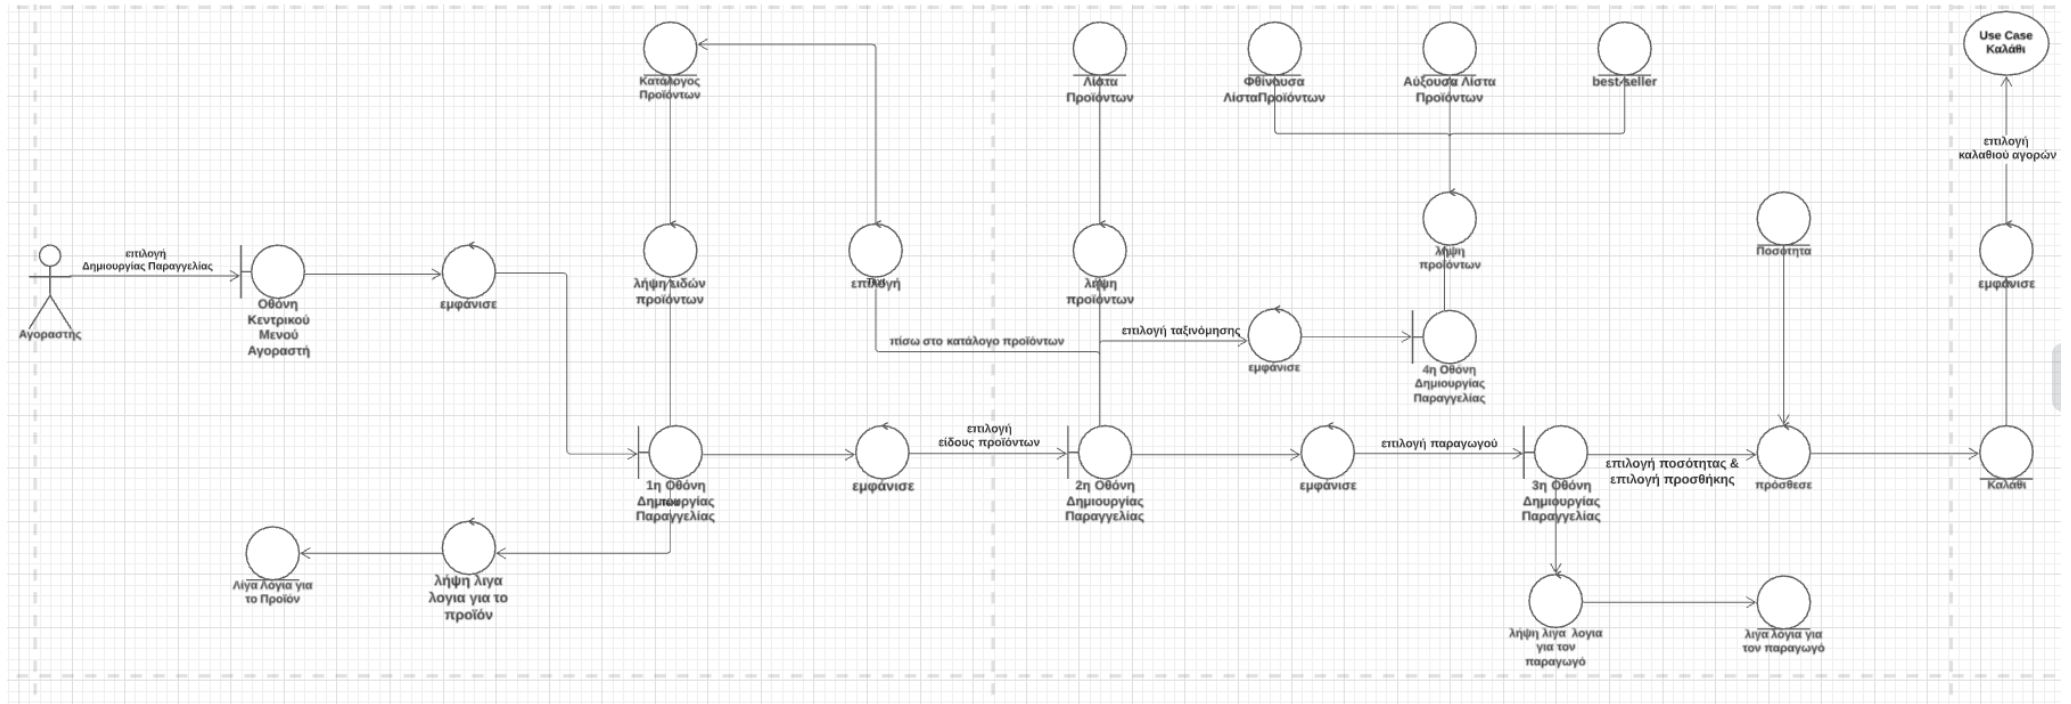 Κατάλογος
Προϊόντων
Λίστα
Προϊόντων
Φθίνουσα
ΛίσταΠροϊόντων
Αύξουσα Λίστα
Προϊόντων
best-seller
Use Case
Καλάθι
επιλογή
καλαθιού αγορών
επιλογή
Δημιουργίας Παραγγελίας
Αγοραστής
Οθόνη
Κεντρικού
Μενού
Αγοραστή
εμφάνισε
λήψη ειδών
προϊόντων
επιλογή
λήψη
προϊόντων
λήψη
προϊόντων
Ποσότητα
εμφάνισε
πίσω στο κατάλογο προϊόντων
επιλογή ταξινόμησης
εμφάνισε
4η Οθόνη
Δημιουργίας
Παραγγελίας
1η Οθόνη
Δημιουργίας
Παραγγελίας
εμφάνισε
επιλογή
είδους προϊόντων
2η Οθόνη
Δημιουργίας
Παραγγελίας
εμφάνισε
επιλογή παραγωγού
3η Οθόνη
Δημιουργίας
Παραγγελίας
επιλογή ποσότητας &
επιλογή προσθήκης
πρόσθεσε
Καλάθι
Λίγα Λόγια για
το Προϊόν
λήψη λιγα
λογια για το
προϊόν
λήψη λιγα λογια
για τον
παραγωγό
λιγα λόγια για
τον παραγωγό